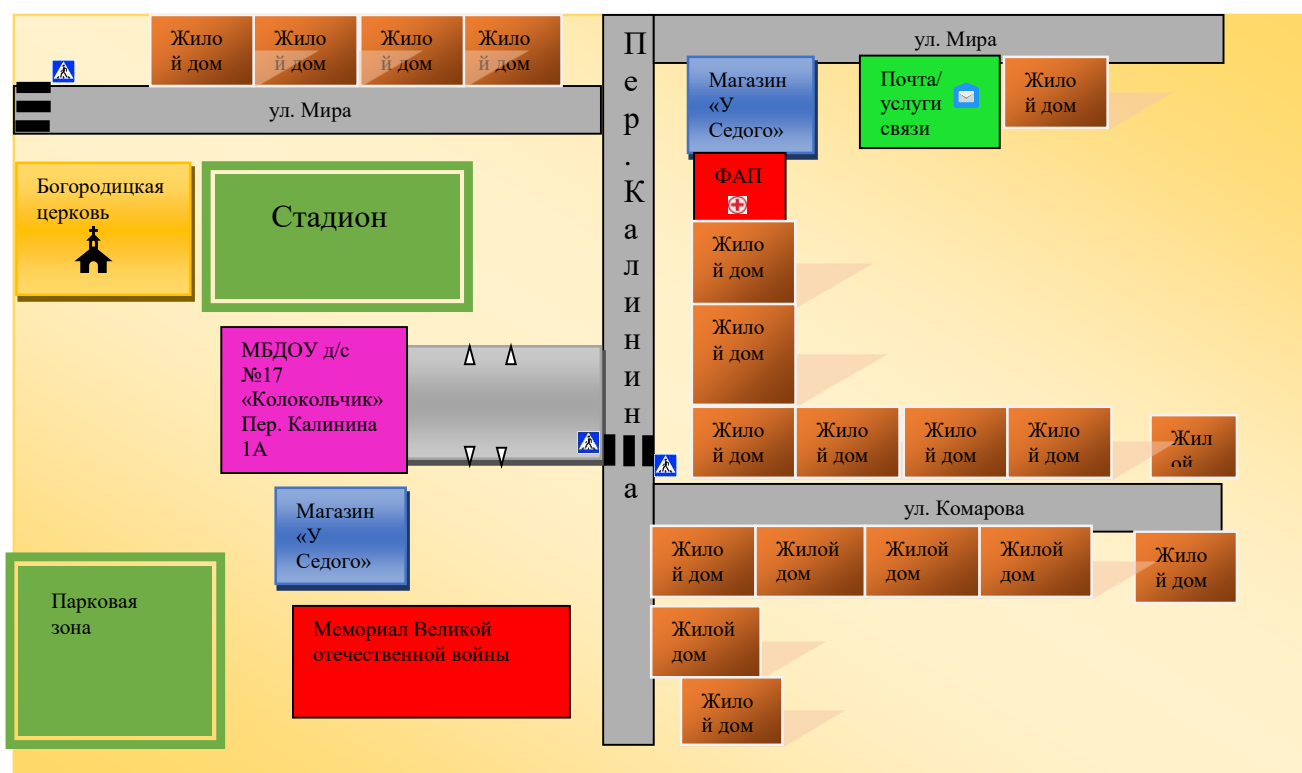 Жило
й дом
Жило
й дом
Жило
й дом
Жило
й дом
ул. Мира
ул. Мира
Пер. Калинина
Магазин
«У
Седого»
Почта/
услуги
связи
Жило
й дом
Богородицкая
церковь
Стадион
ФАП
Жило
й дом
Жило
й дом
МБДОУ д/с
№17
«Колокольчик»
Пер. Калинина
1А
Жило
й дом
Жило
й дом
Жило
й дом
Жило
й дом
Жил
ой
ул. Комарова
Магазин
«У
Седого»
Жило
й дом
Жилой
дом
Жилой
дом
Жилой
дом
Жило
й дом
Парковая
зона
Мемориал Великой
отечественной войны
Жилой
дом
Жило
й дом